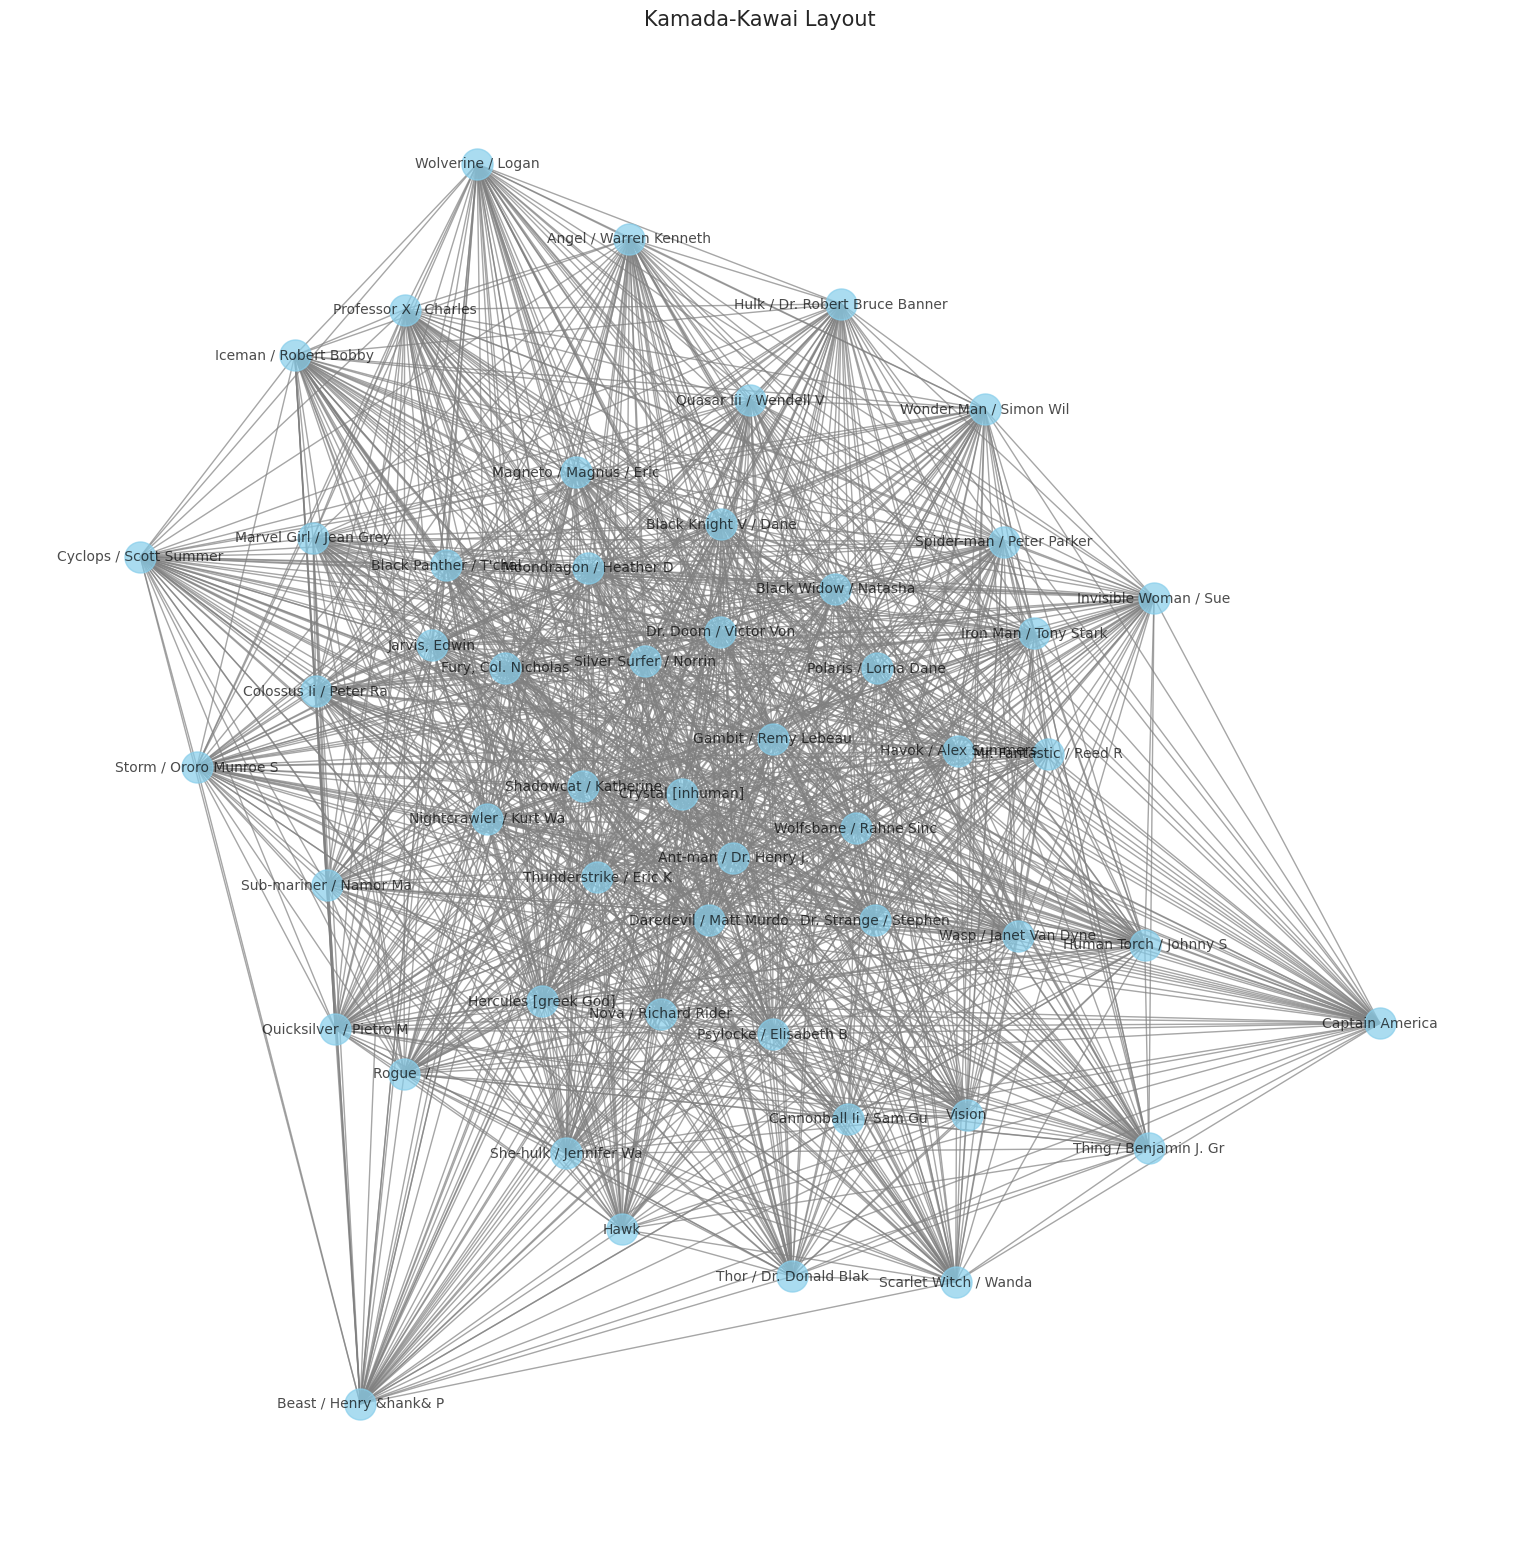 Kamada-Kawai Layout
Wolverine / Logan
Angel / Warren Kenneth
Hulk / Dr. Robert Bruce Banner
Professor X / Charles
Iceman / Robert Bobby
Quasar Iii / Wendell V
Wonder Man / Simon Wil
Magneto / Magnus / Eric
Black Knight V / Dane
Marvel Girl / Jean Grey
Spider-man / Peter Parker
Cyclops / Scott Summer
Black Panther / T'chal
Moondragon / Heather D
Black Widow / Natasha
Invisible Woman / Sue
Dr. Doom / Victor Von
Iron Man / Tony Stark
Jarvis, Edwin
Fury, Col. Nicholas
Silver Surfer / Norrin
Polaris / Lorna Dane
Colossus Ii / Peter Ra
Gambit / Remy Lebeau
Havok / Alex Summers
Mr. Fantastic / Reed R
Storm / Ororo Munroe S
Shadowcat / Katherine
Crystal [inhuman]
Nightcrawler / Kurt Wa
Wolfsbane / Rahne Sinc
Ant-man / Dr. Henry J.
Thunderstrike / Eric K
Sub-mariner / Namor Ma
Daredevil / Matt Murdo
Dr. Strange / Stephen
Wasp / Janet Van Dyne
Human Torch / Johnny S
Hercules [greek God]
Nova / Richard Rider
Captain America
Quicksilver / Pietro M
Psylocke / Elisabeth B
Rogue /
Cannonball Ii / Sam Gu
Vision
Thing / Benjamin J. Gr
She-hulk / Jennifer Wa
Hawk
Thor / Dr. Donald Blak
Scarlet Witch / Wanda
Beast / Henry &hank& P